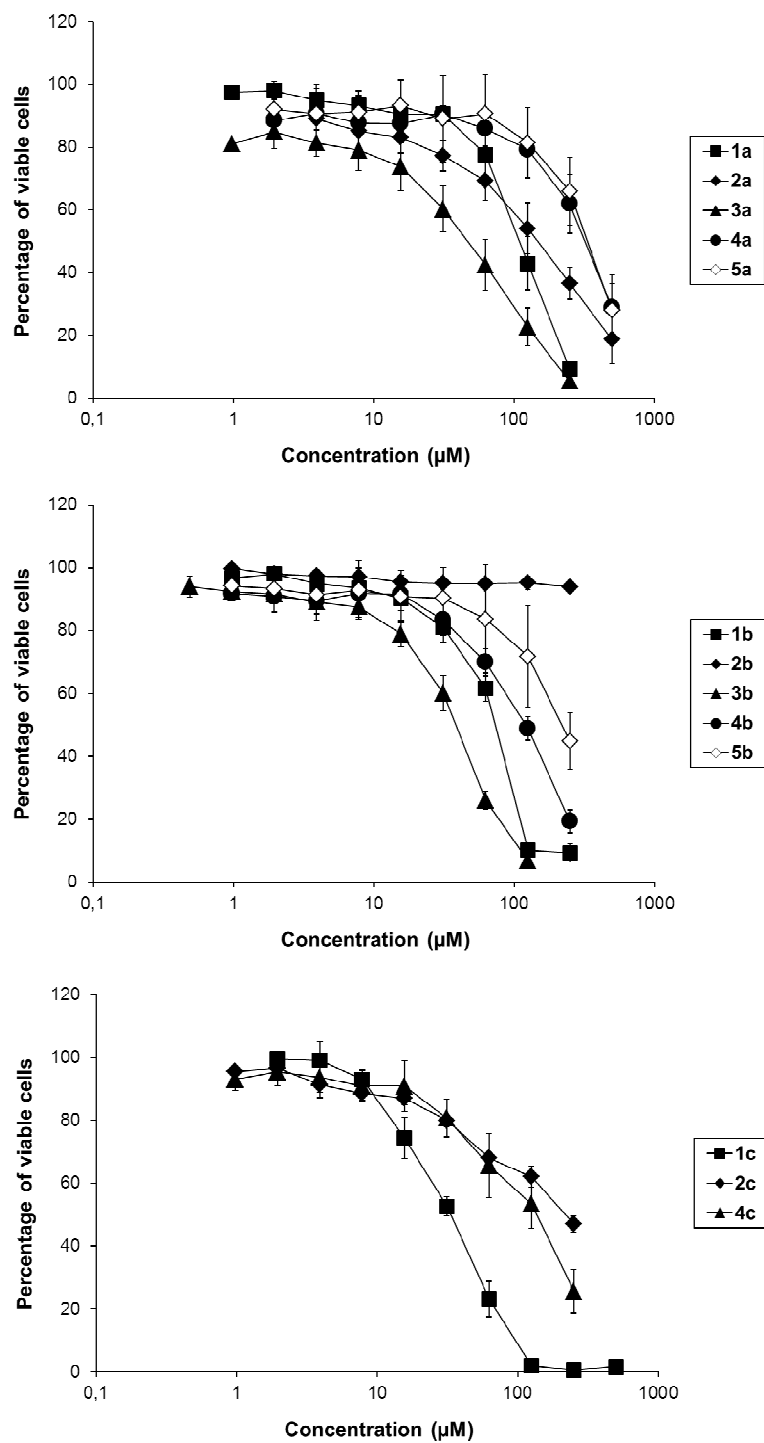 120
100
80
60
40
20
0
Percentage of viable cells
0,1
1
10
100
1000
Concentration (µM)
1a
2a
3a
4a
5a
120
100
80
60
40
20
0
Percentage of viable cells
0,1
1
10
100
1000
Concentration (µM)
1b
2b
3b
4b
5b
120
100
80
60
40
20
0
Percentage of viable cells
0,1
1
10
100
1000
Concentration (µM)
1c
2c
4c